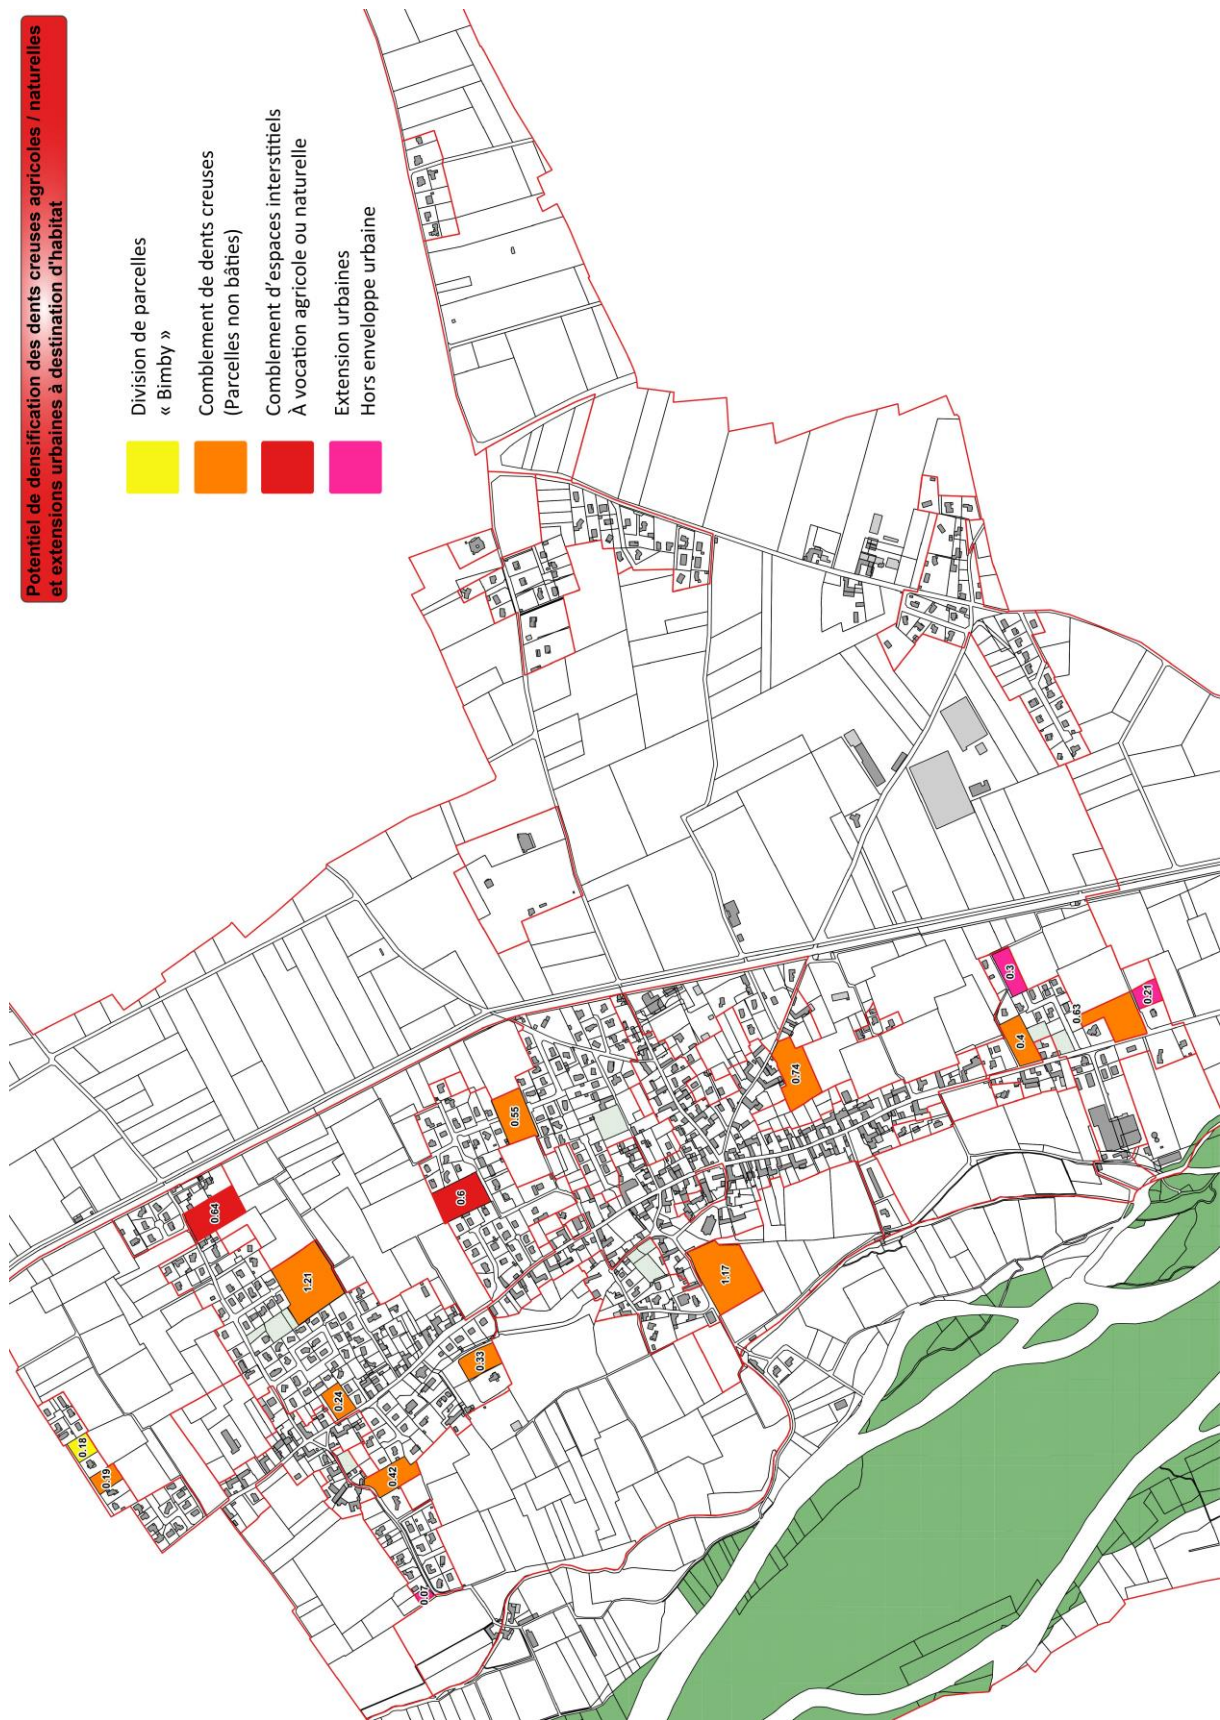 Potentiel de densification des dents creuses agricoles / naturelles
et extensions urbaines à destination d'habitat
Division de parcelles
« Bimby »
Comblement de dents creuses
(Parcelles non bâties)
Comblement d'espaces interstitiels
À vocation agricole ou naturelle
Extension urbaines
Hors enveloppe urbaine
0.07
0.19
0.18
0.42
0.24
0.33
1.21
0.64
0.6
0.55
1.17
0.74
0.4
0.3
0.63
0.21